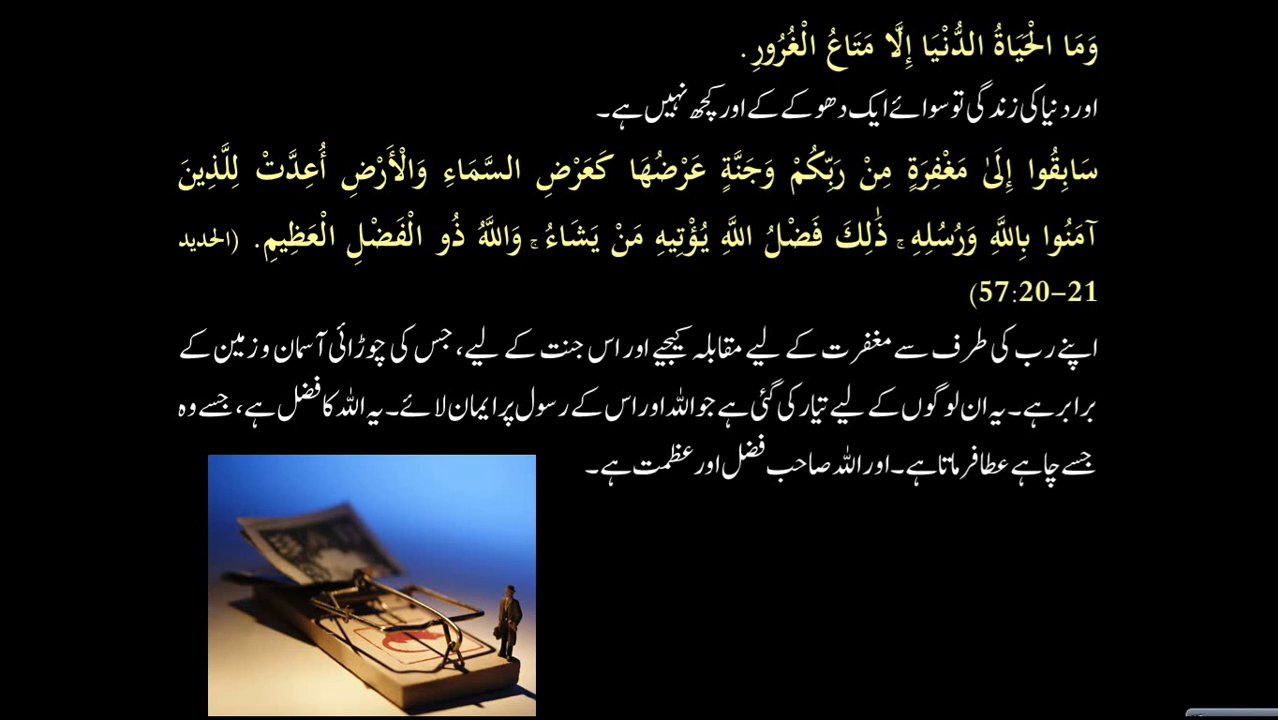 وَمَا الْحَيَاةُ الدُّنْيَا إِلَّا مَتَاعُ الْغُرُورِ.
اور دنیا کی زندگی تو سوائے ایک دھوکے کے اور کچھ نہیں ہے۔
سَابِقُوا إِلَىٰ مَغْفِرَةٍ مِنْ رَبِّكُمْ وَجَنَّةٍ عَرْضُهَا كَعَرْضِ السَّمَاءِ وَالْأَرْضِ أُعِدَّتْ لِلَّذِينَ
آمَنُوا بِاللَّهِ وَرُسُلِهِ ۚ ذَٰلِكَ فَضْلُ اللَّهِ يُؤْتِيهِ مَنْ يَشَاءُ ۚ وَاللَّهُ ذُو الْفَضْلِ الْعَظِيمِ. (الحدید
57:20-21)
اپنے رب کی طرف سے مغفرت کے لیے مقابلہ کیجیے اور اس جنت کے لیے، جس کی چوڑائی آسمان و زمین کے
برابر ہے۔ یہ ان لوگوں کے لیے تیار کی گئی ہے جو اللہ اور اس کے رسول پر ایمان لائے۔ یہ اللہ کا فضل ہے، جسے وہ
جسے چاہے عطا فرماتا ہے۔ اور اللہ صاحب فضل اور عظمت ہے۔